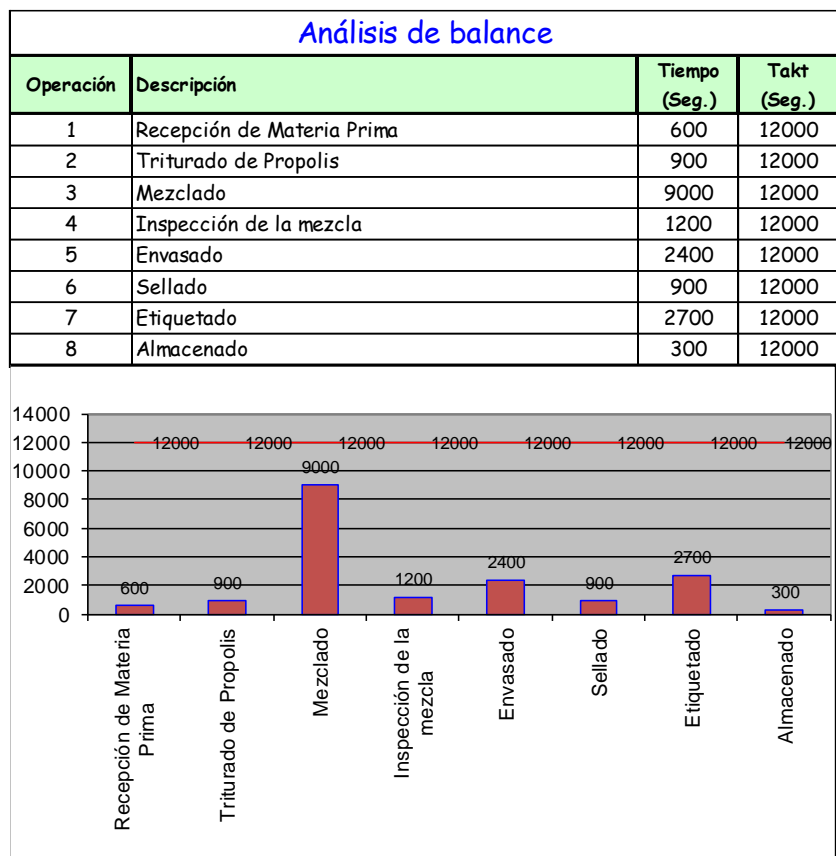 Análisis de balance
Operación Descripción Tiempo (Seg.) Takt (Seg.)
1 Recepción de Materia Prima 600 12000
2 Triturado de Propolis 900 12000
3 Mezclado 9000 12000
4 Inspección de la mezcla 1200 12000
5 Envasado 2400 12000
6 Sellado 900 12000
7 Etiquetado 2700 12000
8 Almacenado 300 12000
14000
12000 12000 12000 12000 12000 12000 12000 12000 12000
10000 9000
8000
6000
4000
2000 600 900 1200 2400 900 2700 300
0
Recepción de Materia
Prima
Triturado de Propolis
Mezclado
Inspección de la
mezcla
Envasado
Sellado
Etiquetado
Almacenado